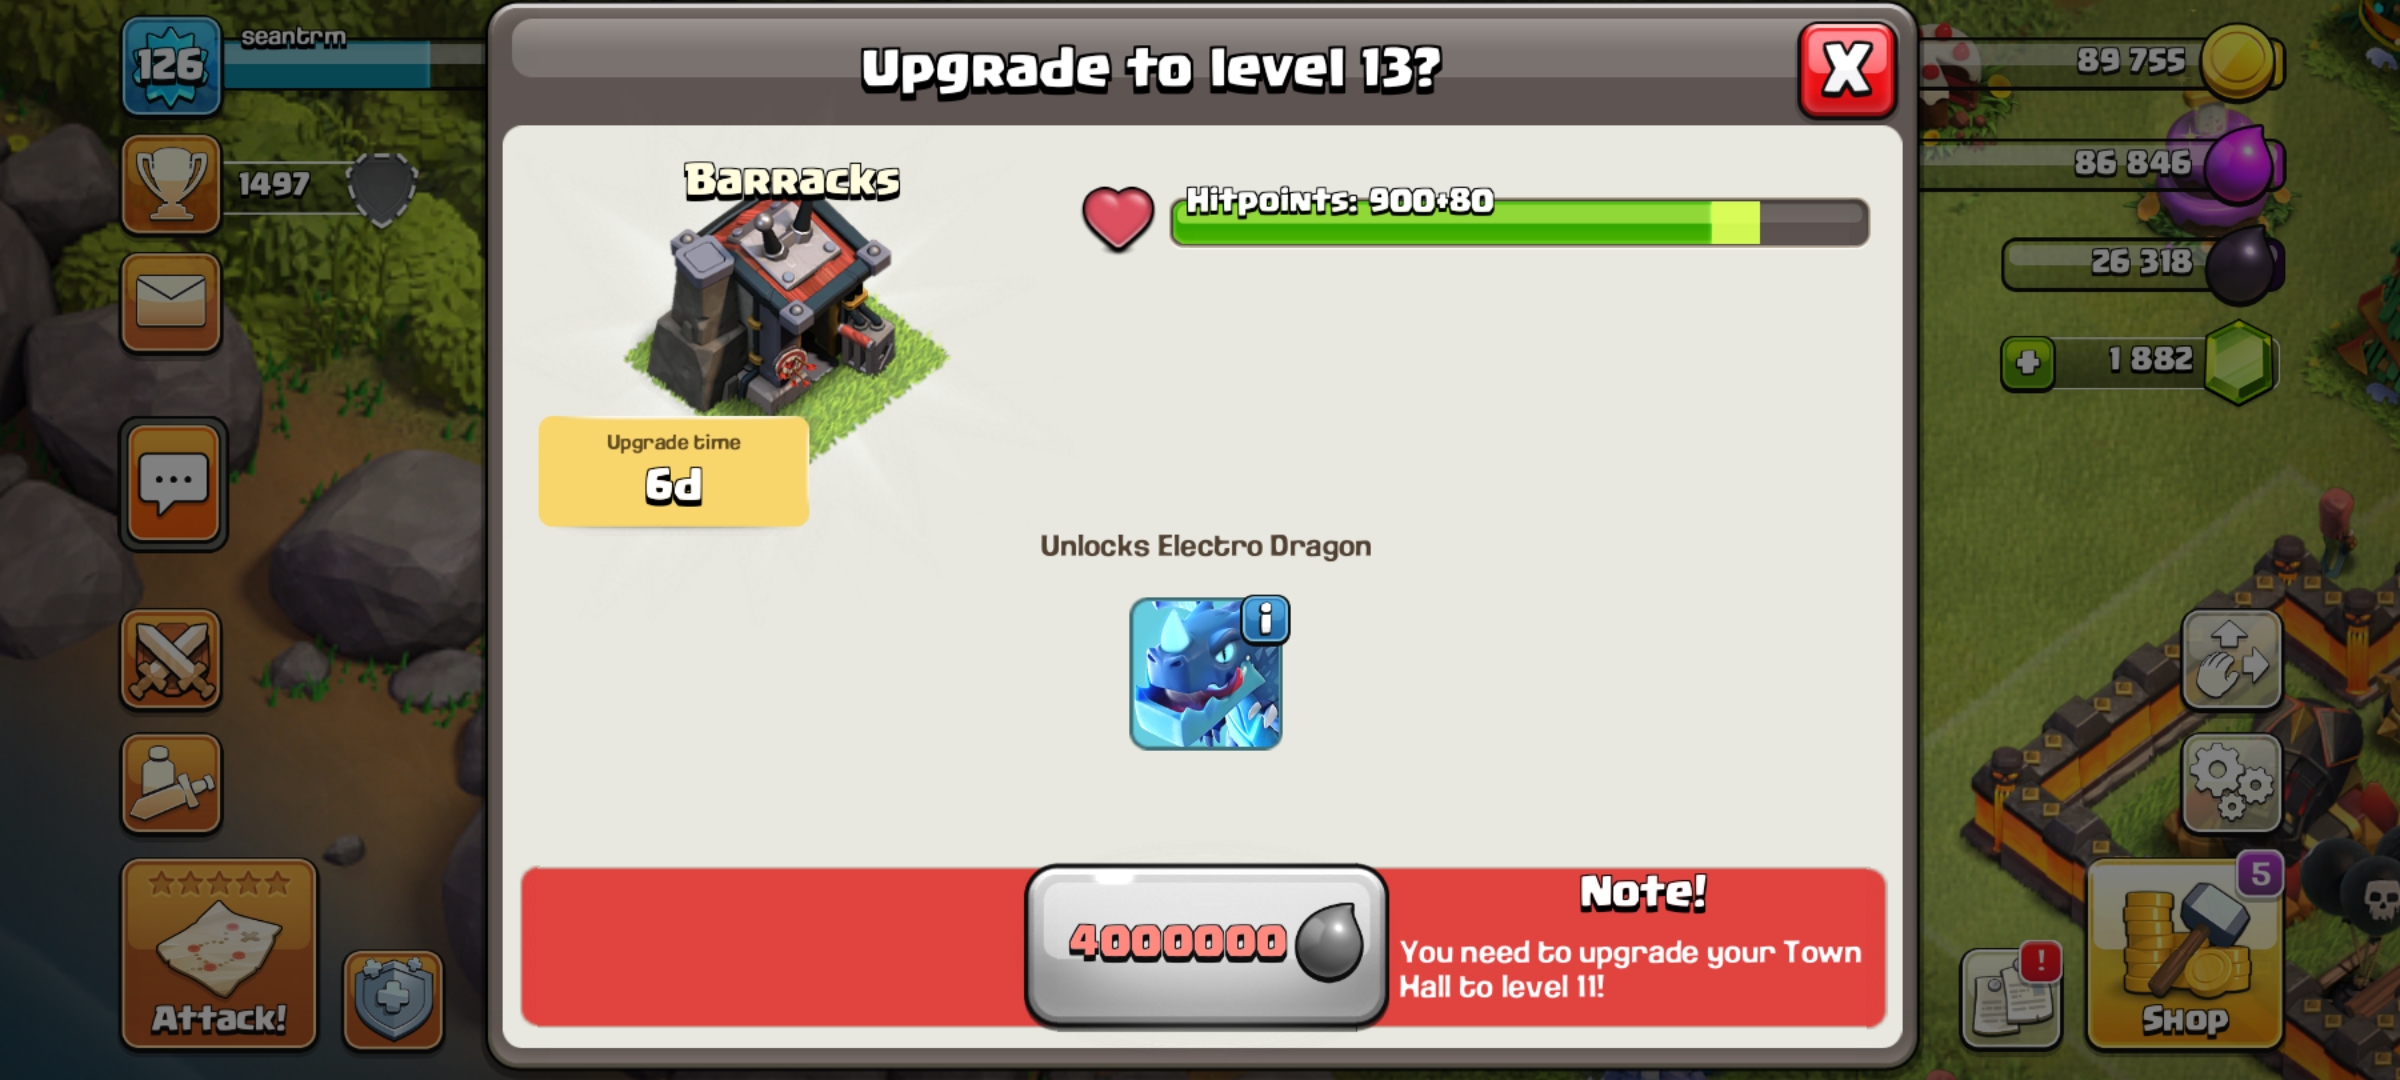 126
seantrm
1497
Attack!
Upgrade to level 13?
X
Barracks
Upgrade time
6d
Hitpoints: 900+80
Unlocks Electro Dragon
i
4000000
Note!
You need to upgrade your Town
Hall to level 11!
89 755
86 846
26 318
1 882
5
!
Shop